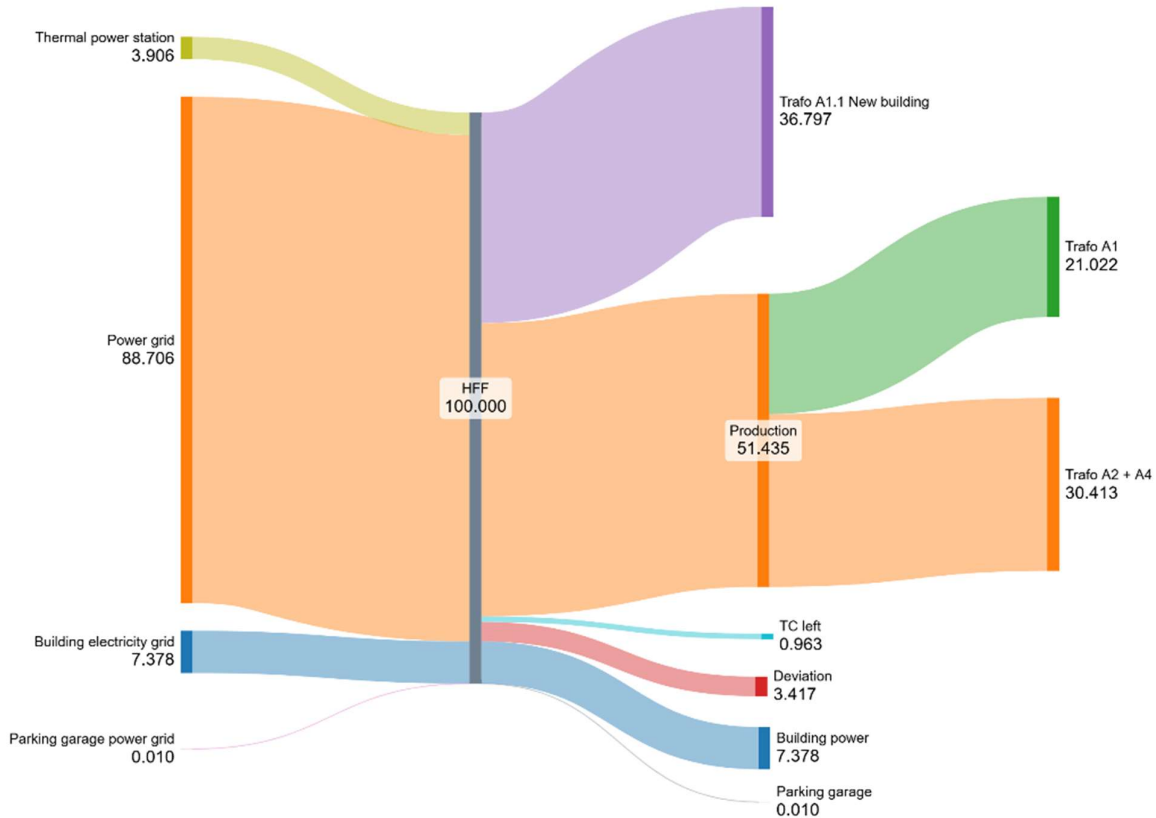 Thermal power station
3.906
Power grid
88.706
Building electricity grid
7.378
Parking garage power grid
0.010
HFF
100.000
Trafo A1.1 New building
36.797
Production
51.435
TC left
0.963
Deviation
3.417
Building power
7.378
Parking garage
0.010
Trafo A1
21.022
Trafo A2 + A4
30.413